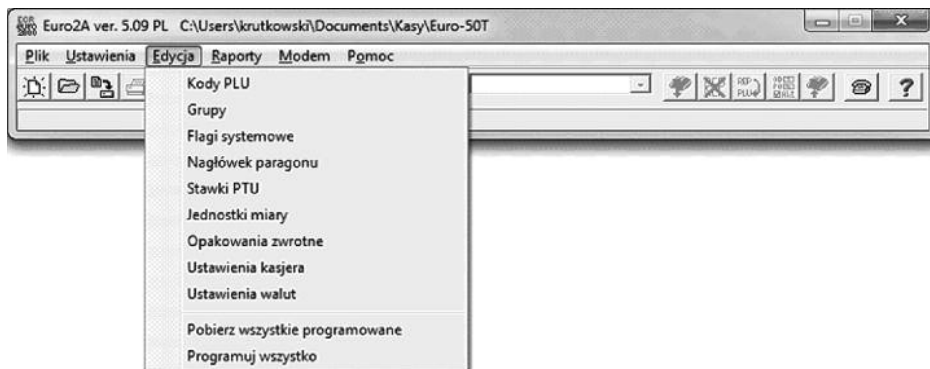 Euro2A ver. 5.09 PL C:\Users\krutkowski\Documents\Kasy\Euro-50T
Plik Ustawienia Edycja Raporty Modem Pomoc
Kody PLU
Grupy
Flagi systemowe
Nagłówek paragonu
Stawki PTU
Jednostki miary
Opakowania zwrotne
Ustawienia kasjera
Ustawienia walut
Pobierz wszystkie programowane
Programuj wszystko